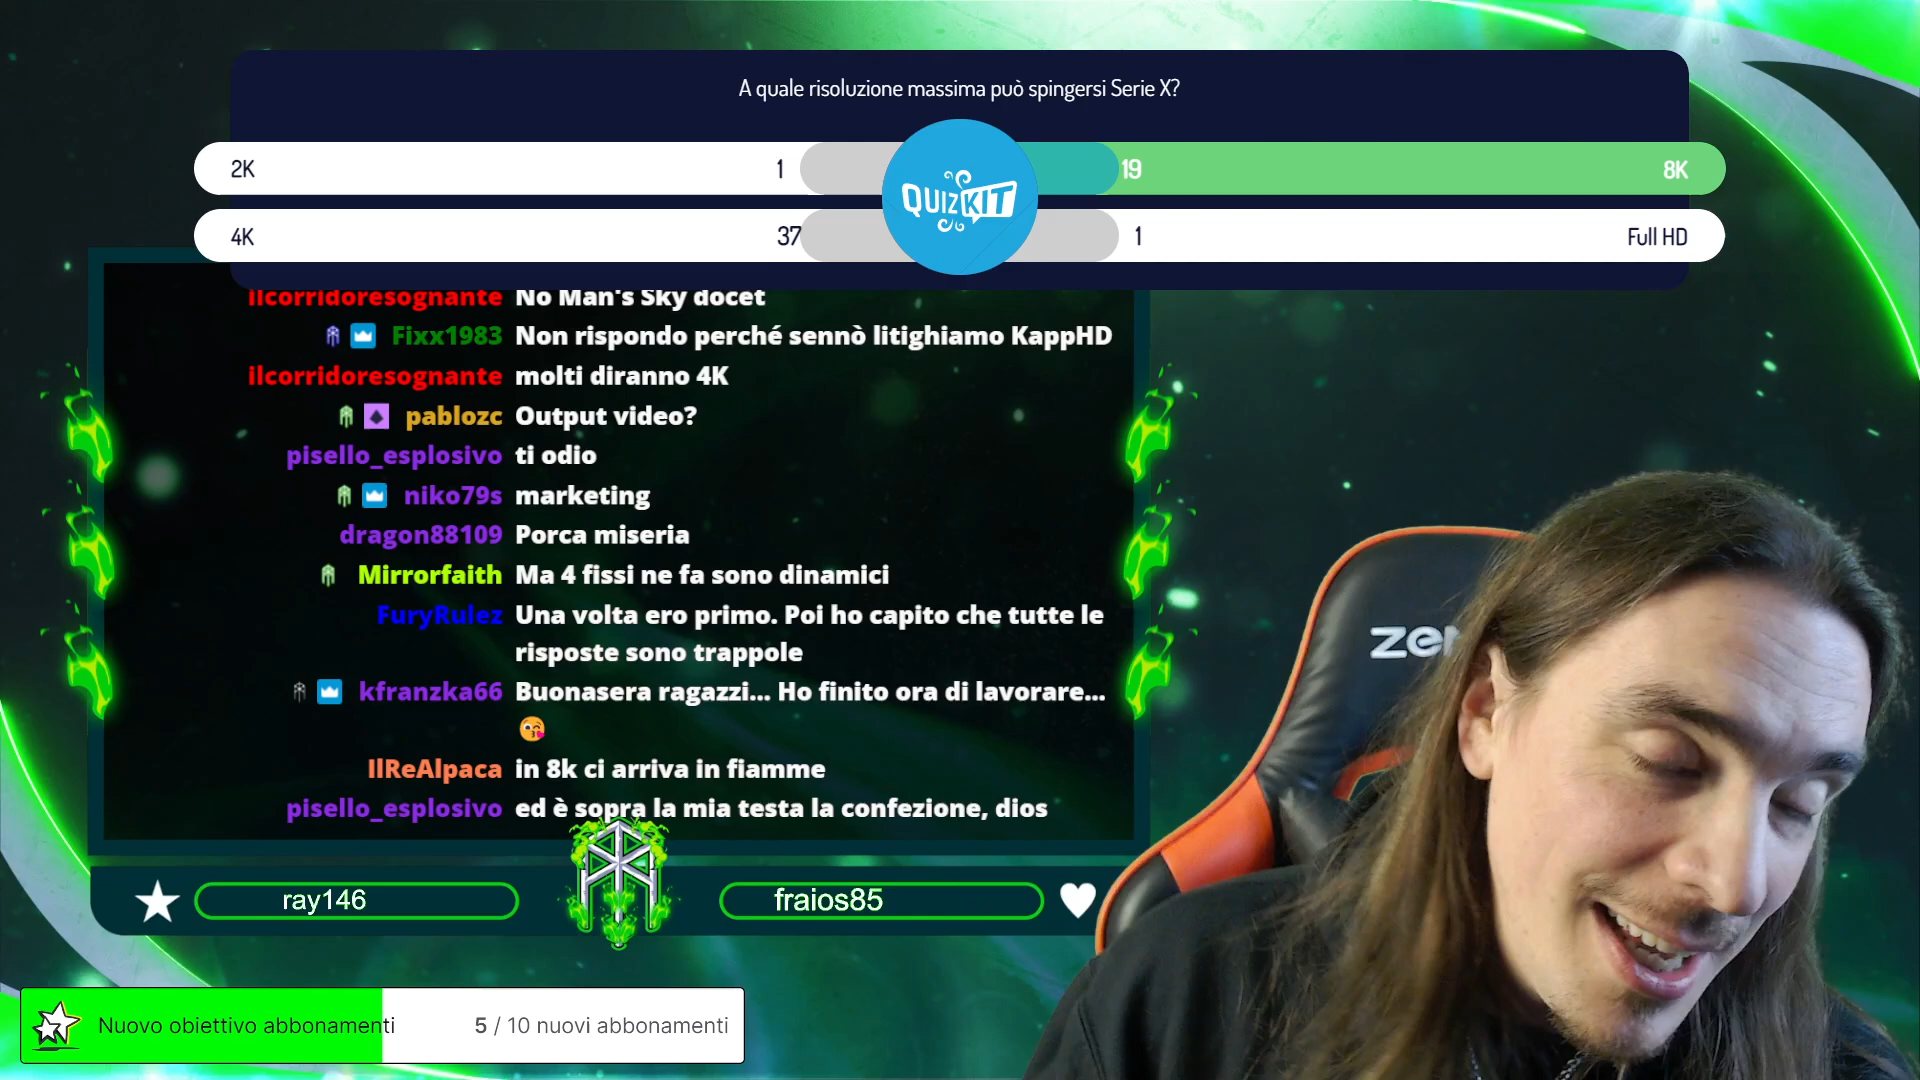 A quale risoluzione massima può spingersi Serie X?
2K 1 19 8K
QUIZKIT
4K 37 1 Full HD
ilcorridoresognante No Man's Sky docet
Fixx1983 Non rispondo perché sennò litighiamo KappHD
ilcorridoresognante molti diranno 4K
pablozc Output video?
pisello_esplosivo ti odio
niko79s marketing
dragon88109 Porca miseria
Mirrorfaith Ma 4 fissi ne fa sono dinamici
FuryRulez Una volta ero primo. Poi ho capito che tutte le
risposte sono trappole
kfranzka66 Buonasera ragazzi... Ho finito ora di lavorare...
😘
IlReAlpaca in 8k ci arriva in fiamme
pisello_esplosivo ed è sopra la mia testa la confezione, dios
ray146 fraios85
Nuovo obiettivo abbonamenti 5 / 10 nuovi abbonamenti